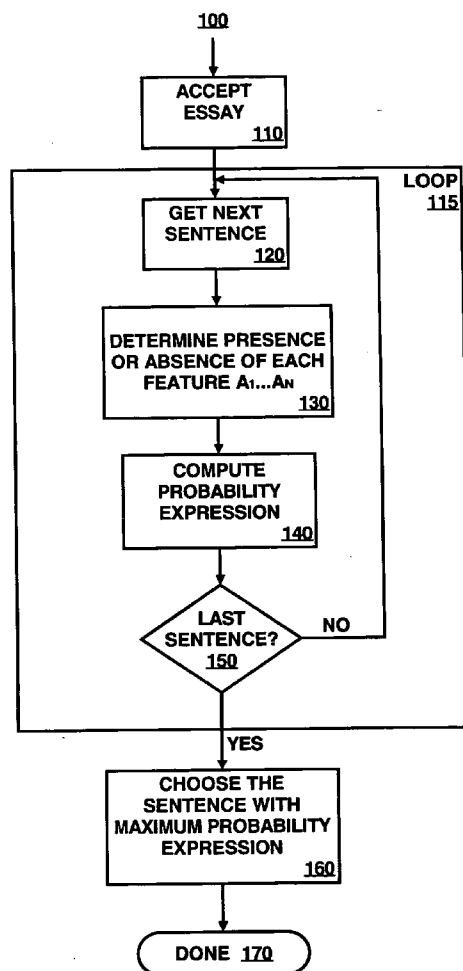 100
ACCEPT
ESSAY
110
LOOP
115
GET NEXT
SENTENCE
120
DETERMINE PRESENCE
OR ABSENCE OF EACH
FEATURE A1...AN
130
COMPUTE
PROBABILITY
EXPRESSION
140
LAST
SENTENCE?
150
NO
YES
CHOOSE THE
SENTENCE WITH
MAXIMUM PROBABILITY
EXPRESSION
160
DONE 170